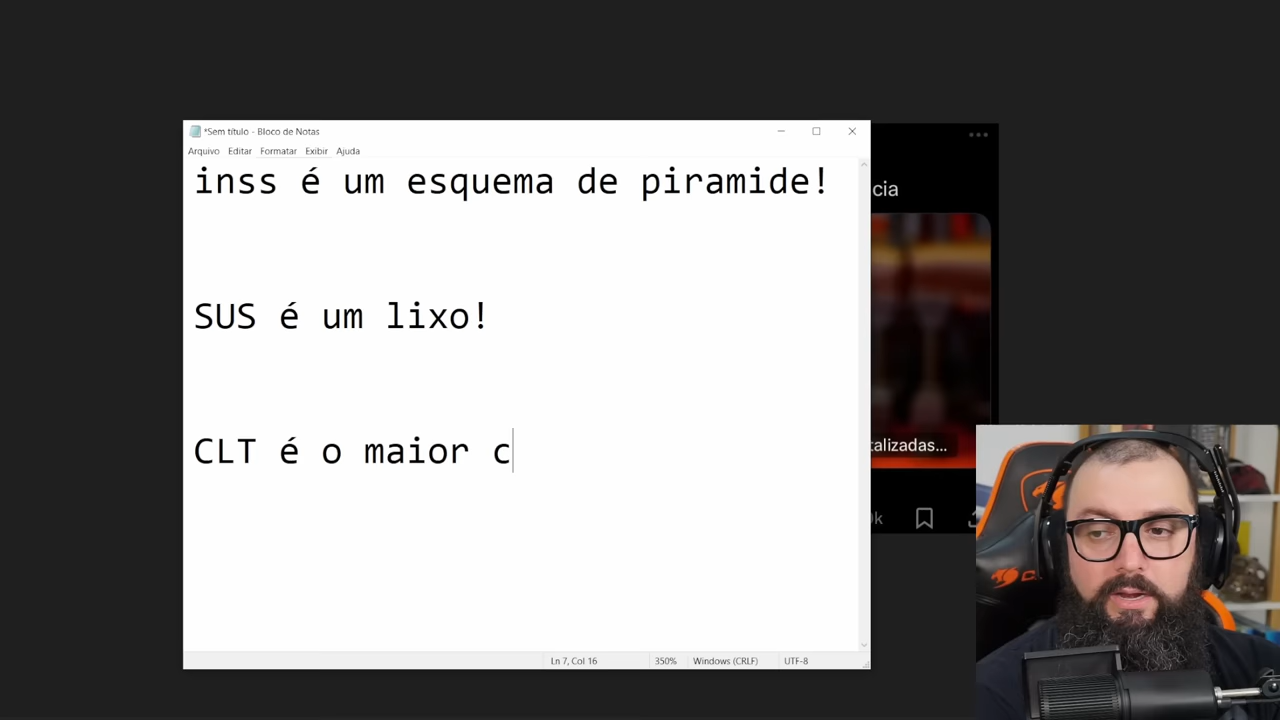 *Sem título - Bloco de Notas
Arquivo Editar Formatar Exibir Ajuda
inss é um esquema de piramide!
SUS é um lixo!
CLT é o maior c
Ln 7, Col 16 350% Windows (CRLF) UTF-8
cia
talizadas...
k